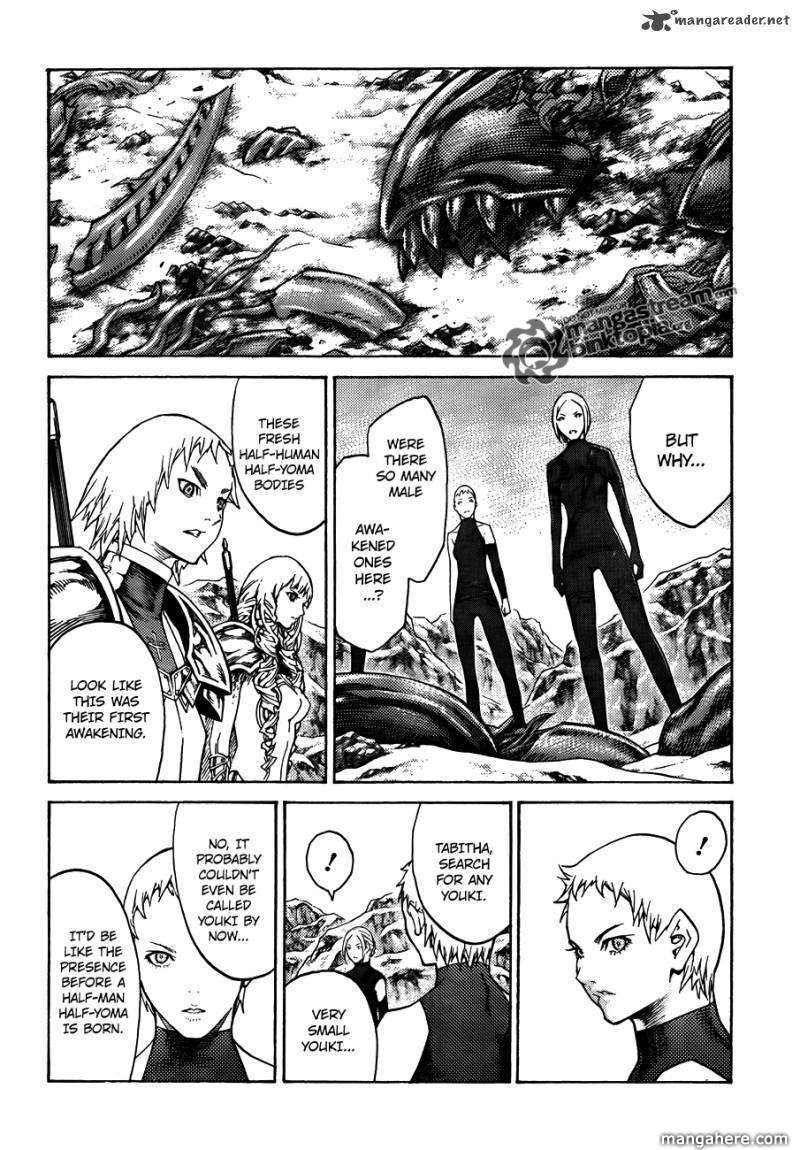 mangareader.net
mangastream.com
binktopia
BUT
WHY...
WERE
THERE
SO MANY
MALE
AWA-
KENED
ONES
HERE
...?
THESE
FRESH
HALF-HUMAN
HALF-YOMA
BODIES
LOOK LIKE
THIS WAS
THEIR FIRST
AWAKENING.
!
TABITHA,
SEARCH
FOR ANY
YOUKI.
!
VERY
SMALL
YOUKI...
NO, IT
PROBABLY
COULDN'T
EVEN BE
CALLED
YOUKI BY
NOW...
IT'D BE
LIKE THE
PRESENCE
BEFORE A
HALF-MAN
HALF-YOMA
IS BORN.
mangahere.com